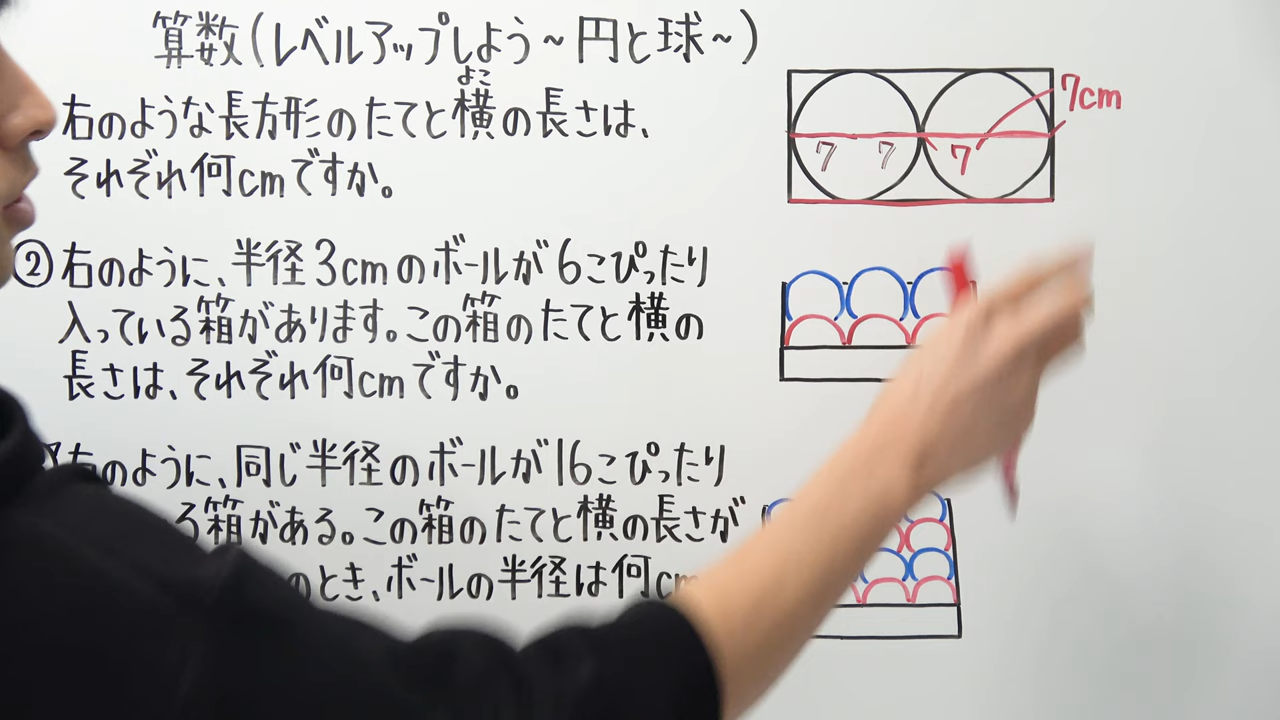 算数(レベルアップしよう~円と球~)
よこ
右のような長方形のたてと横の長さは、
それぞれ何cmですか。
7cm
7 7 7
②右のように、半径3cmのボールが6こぴったり
入っている箱があります。この箱のたてと横の
長さは、それぞれ何cmですか。
右のように、同じ半径のボールが16こぴったり
る箱がある。この箱のたてと横の長さが
のとき、ボールの半径は何c